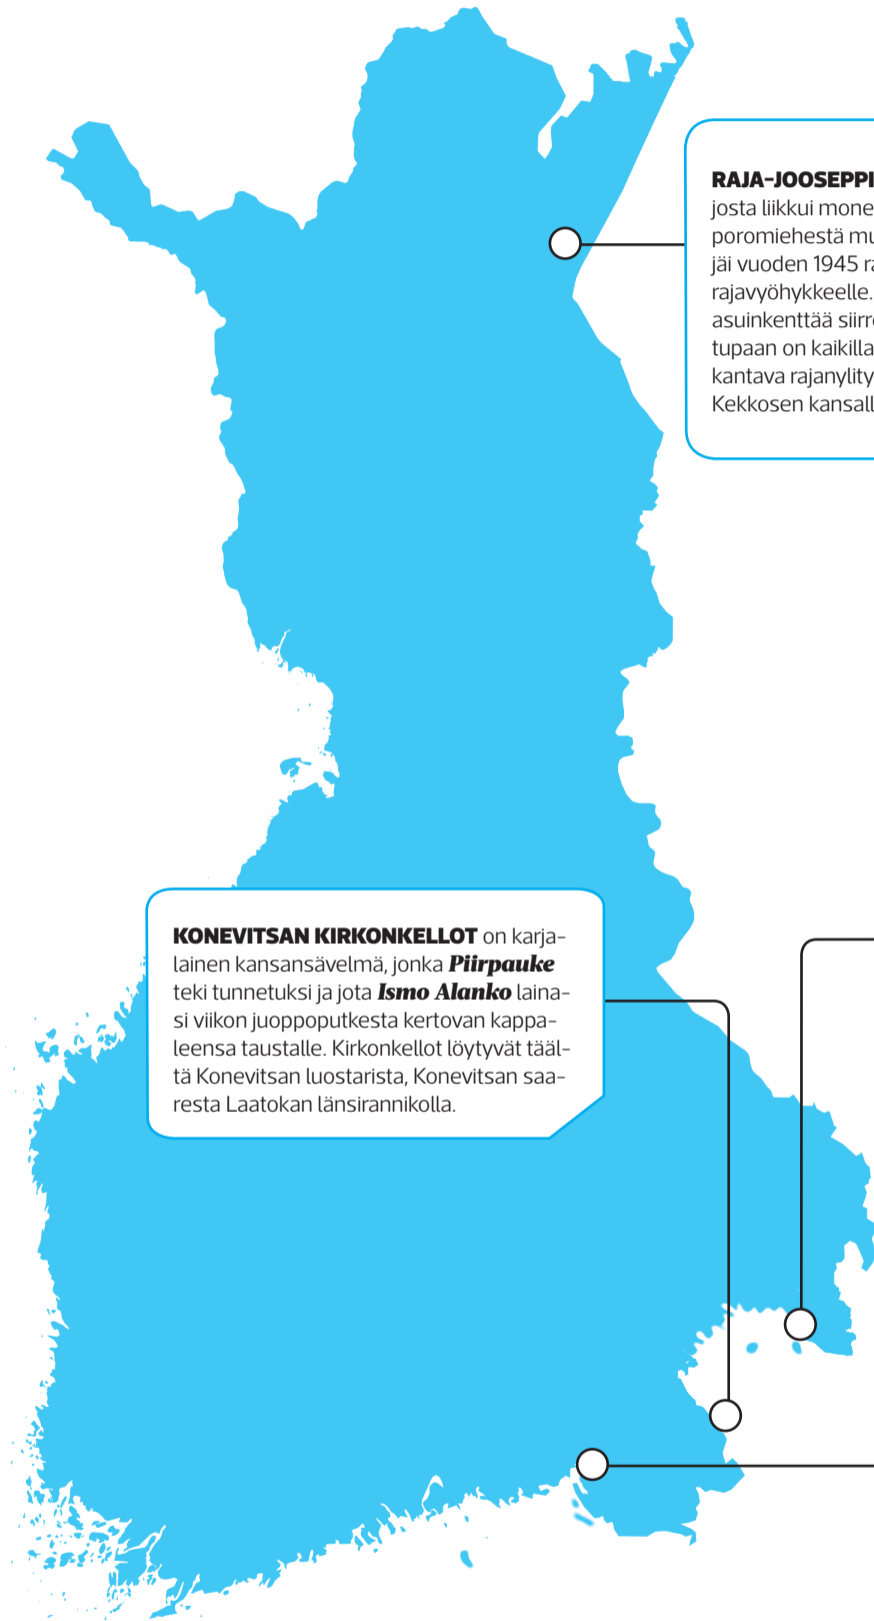 RAJA-JOOSEPPI
josta liikkui mone
poromiehestä mu
jäi vuoden 1945 ra
rajavyöhykkeelle.
asuinkenttää siirre
tupaan on kaikilla
kantava rajanylity
Kekkosen kansall
KONEVITSAN KIRKONKELLOT on karja-
lainen kansansävelmä, jonka Piirpauke
teki tunnetuksi ja jota Ismo Alanko laina-
si viikon juoppoputkesta kertovan kappa-
leensa taustalle. Kirkonkellot löytyvät tääl-
tä Konevitsan luostarista, Konevitsan saa-
resta Laatokan länsirannikolla.